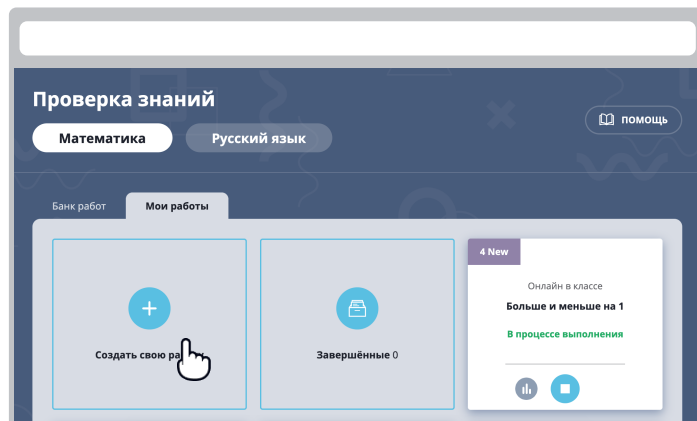 Проверка знаний
ПОМОЩЬ
Математика
Русский язык
Банк работ
Мои работы
4 New
Онлайн в классе
Больше и меньше на 1
В процессе выполнения
Создать свою
Завершённые 0